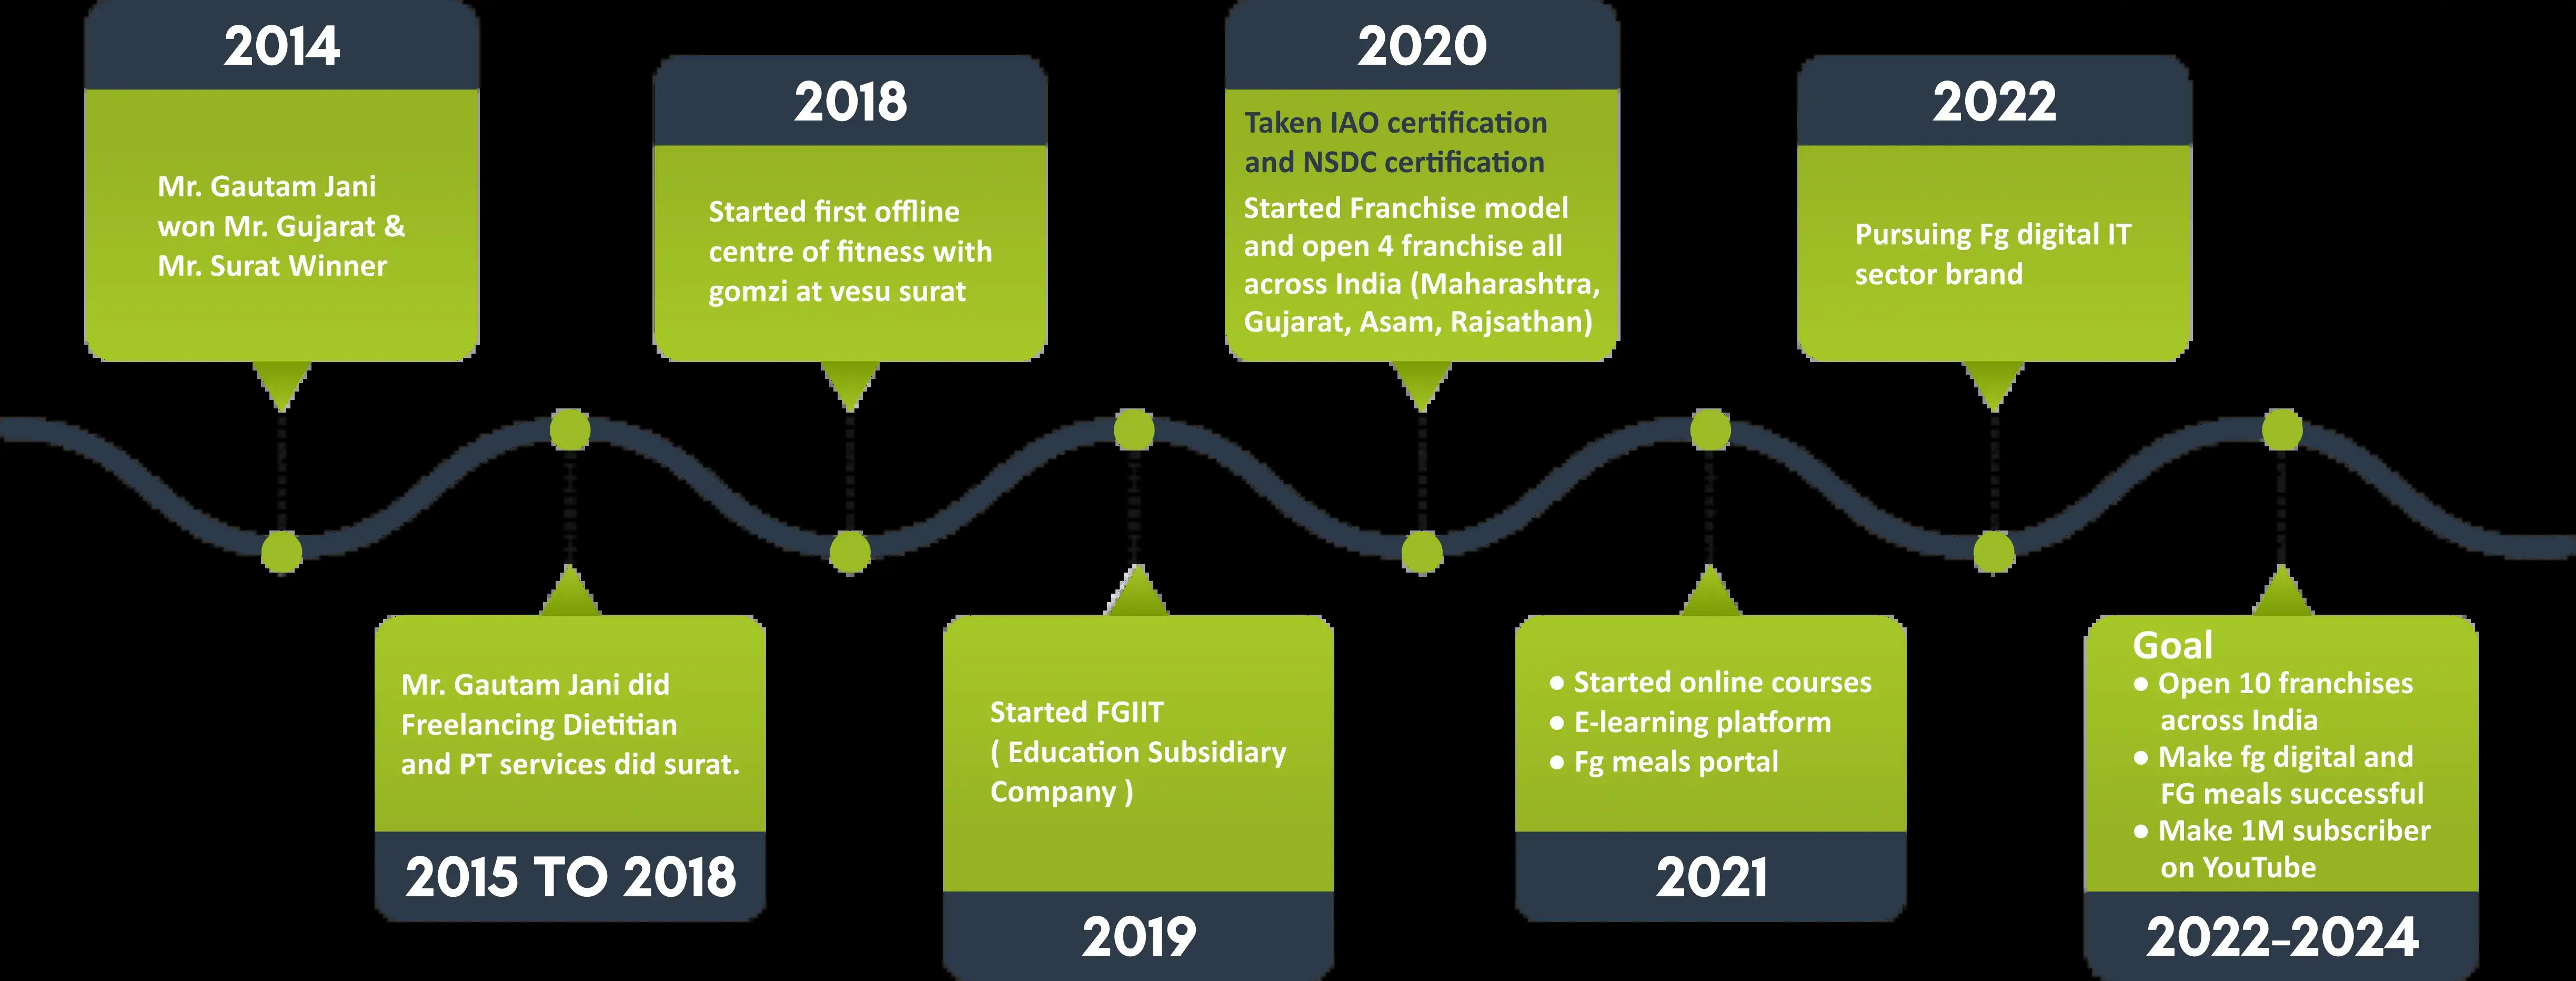 2014
Mr. Gautam Jani
won Mr. Gujarat &
Mr. Surat Winner
Mr. Gautam Jani did
Freelancing Dietitian
and PT services did surat.
2015 TO 2018
2018
Started first offline
centre of fitness with
gomzi at vesu surat
Started FGIIT
( Education Subsidiary
Company )
2019
2020
Taken IAO certification
and NSDC certification
Started Franchise model
and open 4 franchise all
across India (Maharashtra,
Gujarat, Asam, Rajsathan)
● Started online courses
● E-learning platform
● Fg meals portal
2021
2022
Pursuing Fg digital IT
sector brand
Goal
● Open 10 franchises
across India
● Make fg digital and
FG meals successful
● Make 1M subscriber
on YouTube
2022-2024